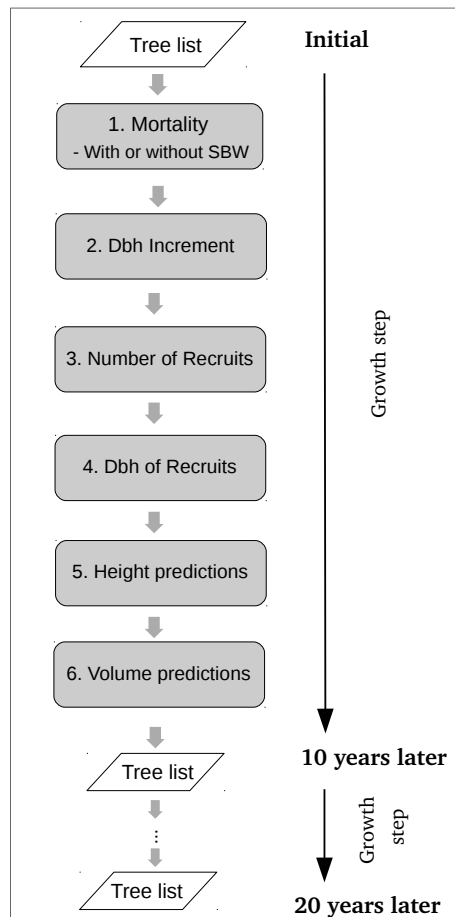 Tree list
Initial
1. Mortality
- With or without SBW
2. Dbh Increment
3. Number of Recruits
4. Dbh of Recruits
5. Height predictions
6. Volume predictions
Growth step
Tree list
10 years later
...
Growth
step
Tree list
20 years later